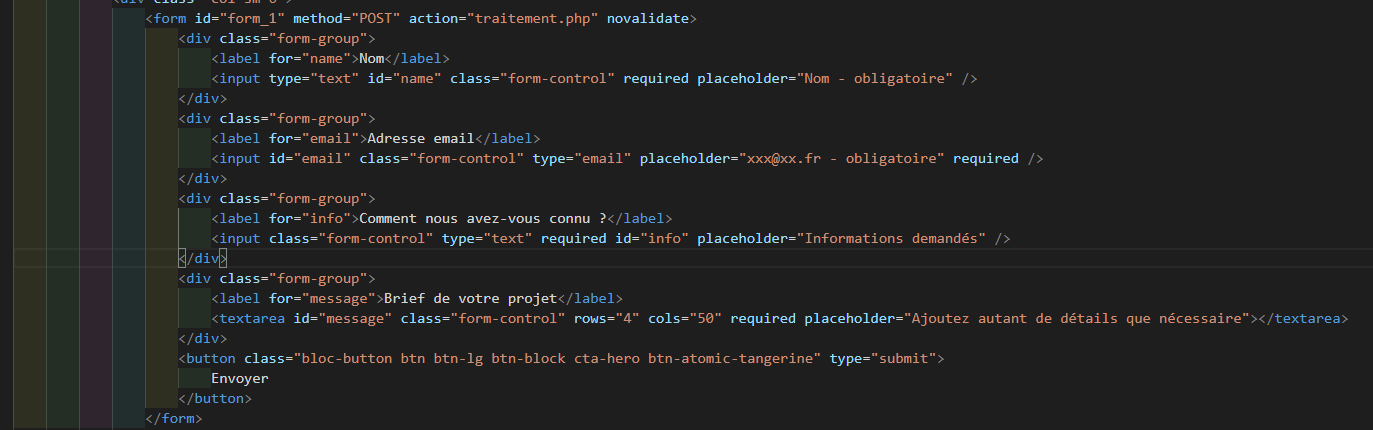 <form id="form_1" method="POST" action="traitement.php" novalidate>
<div class="form-group">
<label for="name">Nom</label>
<input type="text" id="name" class="form-control" required placeholder="Nom - obligatoire" />
</div>
<div class="form-group">
<label for="email">Adresse email</label>
<input id="email" class="form-control" type="email" placeholder="xxx@xx.fr - obligatoire" required />
</div>
<div class="form-group">
<label for="info">Comment nous avez-vous connu ?</label>
<input class="form-control" type="text" required id="info" placeholder="Informations demandés" />
</div>
<div class="form-group">
<label for="message">Brief de votre projet</label>
<textarea id="message" class="form-control" rows="4" cols="50" required placeholder="Ajoutez autant de détails que nécessaire"></textarea>
</div>
<button class="bloc-button btn btn-lg btn-block cta-hero btn-atomic-tangerine" type="submit">
Envoyer
</button>
</form>